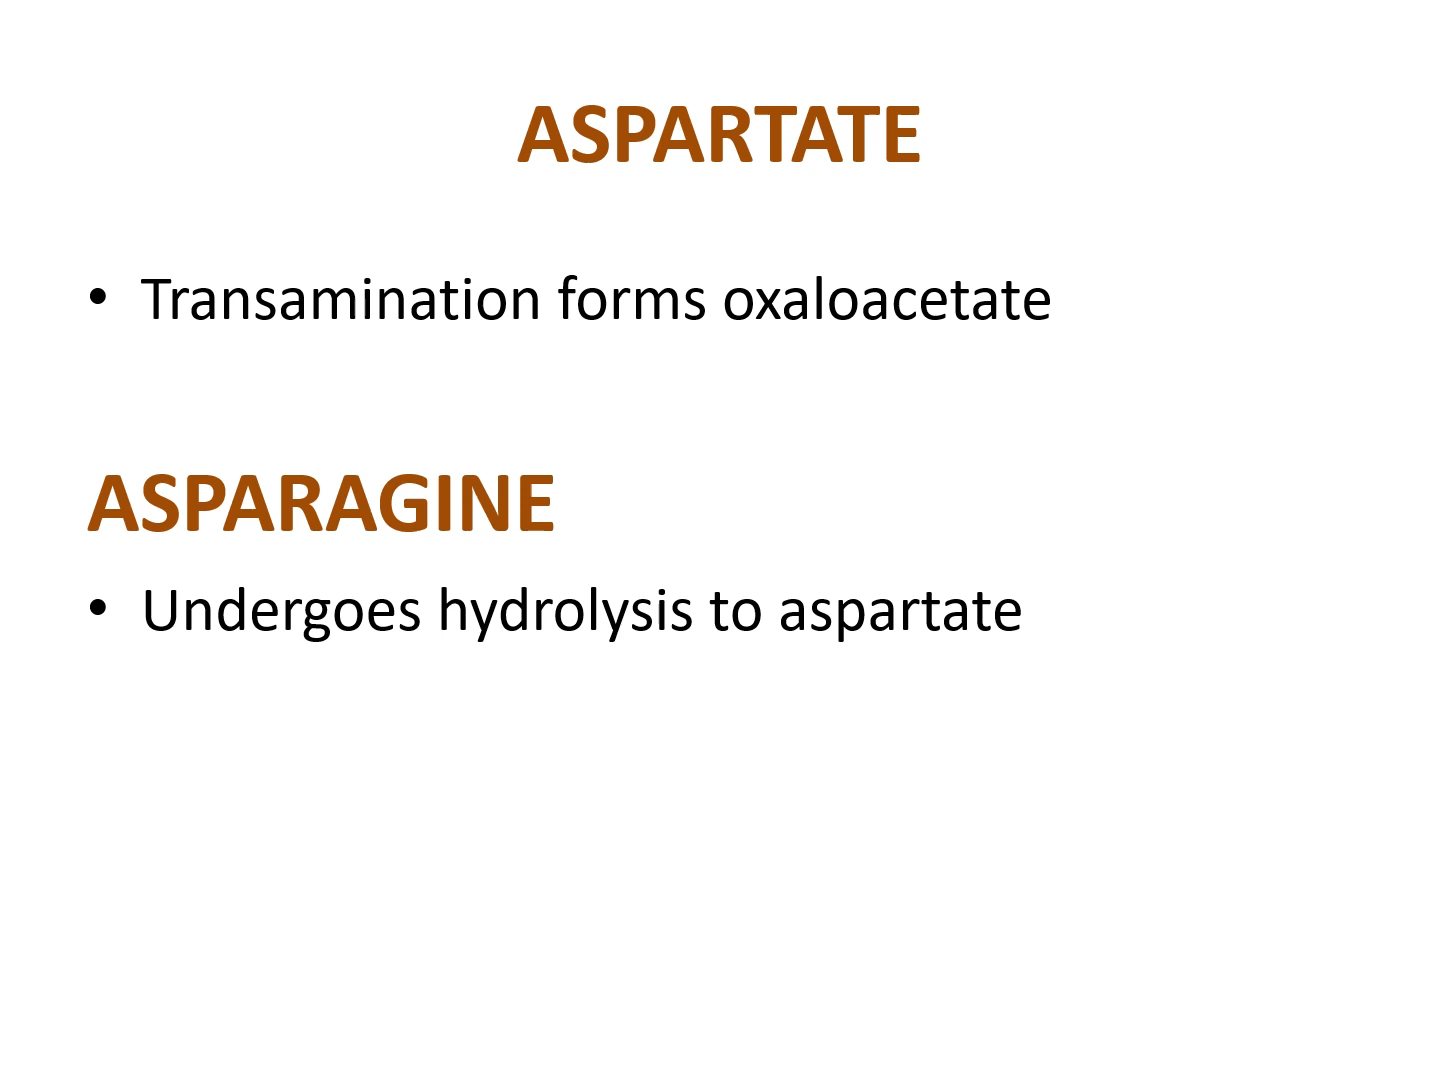 ASPARTATE
• Transamination forms oxaloacetate
ASPARAGINE
• Undergoes hydrolysis to aspartate